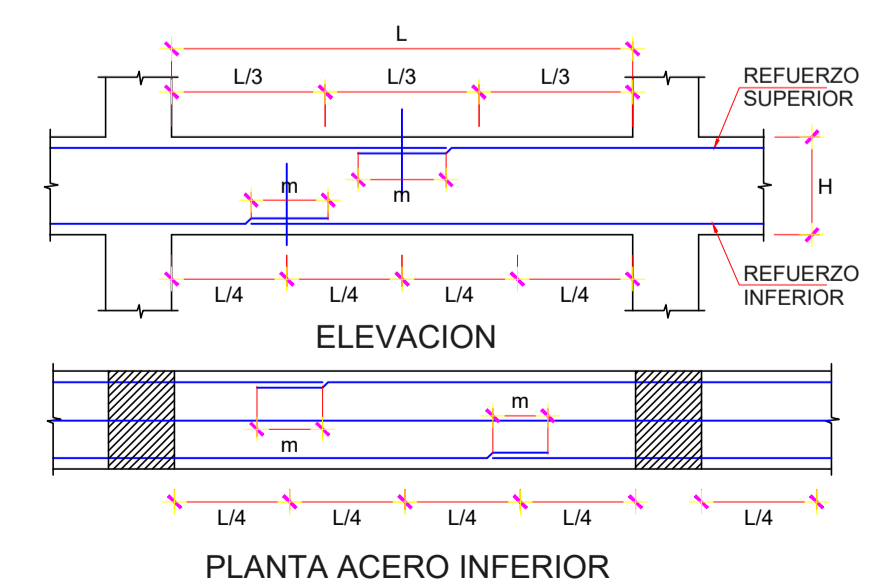 L
L/3
L/3
L/3
REFUERZO
SUPERIOR
m
m
H
L/4
L/4
L/4
L/4
REFUERZO
INFERIOR
ELEVACION
m
m
L/4
L/4
L/4
L/4
L/4
PLANTA ACERO INFERIOR